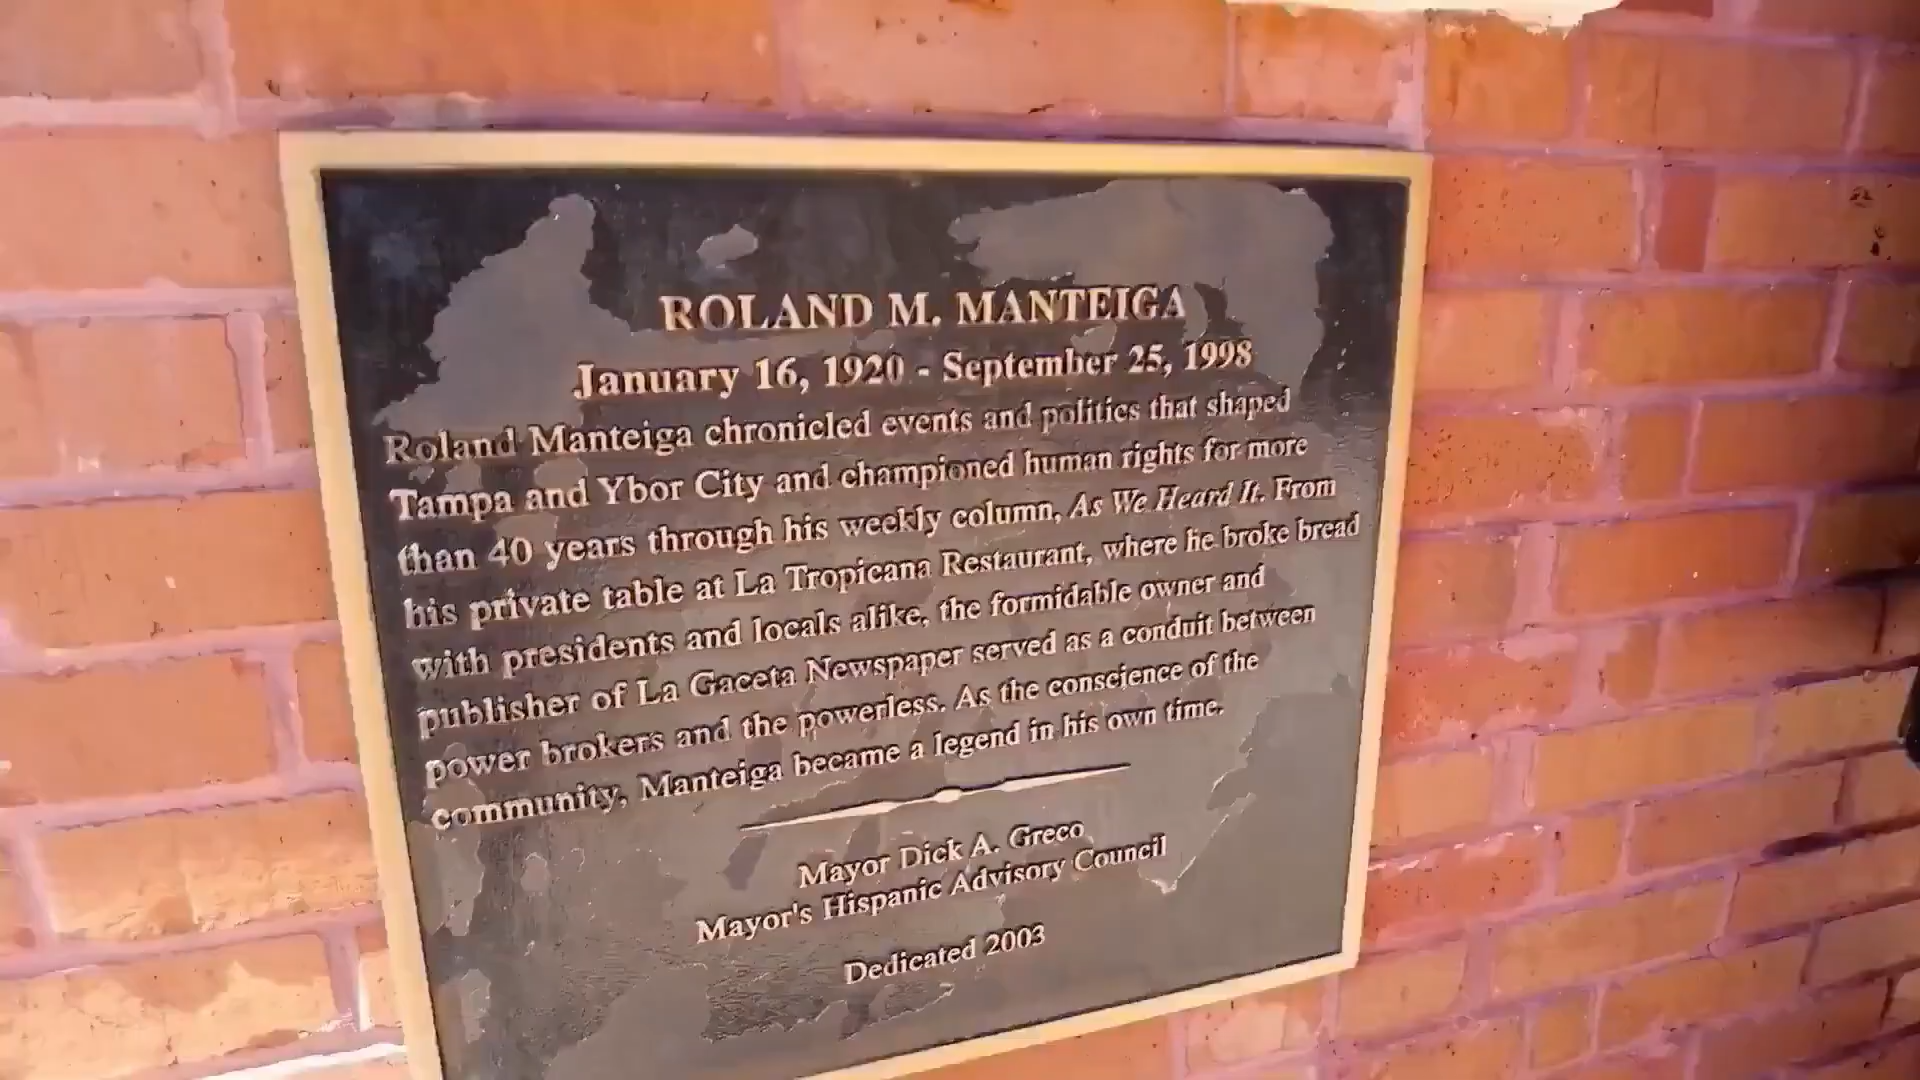 ROLAND M. MANTEIGA
January 16, 1920 - September 25, 1998
Roland Manteiga chronicled events and politics that shaped
Tampa and Ybor City and championed human rights for more
than 40 years through his weekly column, As We Heard It. From
his private table at La Tropicana Restaurant, where he broke bread
with presidents and locals alike, the formidable owner and
publisher of La Gaceta Newspaper served as a conduit between
power brokers and the powerless. As the conscience of the
community, Manteiga became a legend in his own time.
Mayor Dick A. Greco
Mayor's Hispanic Advisory Council
Dedicated 2003